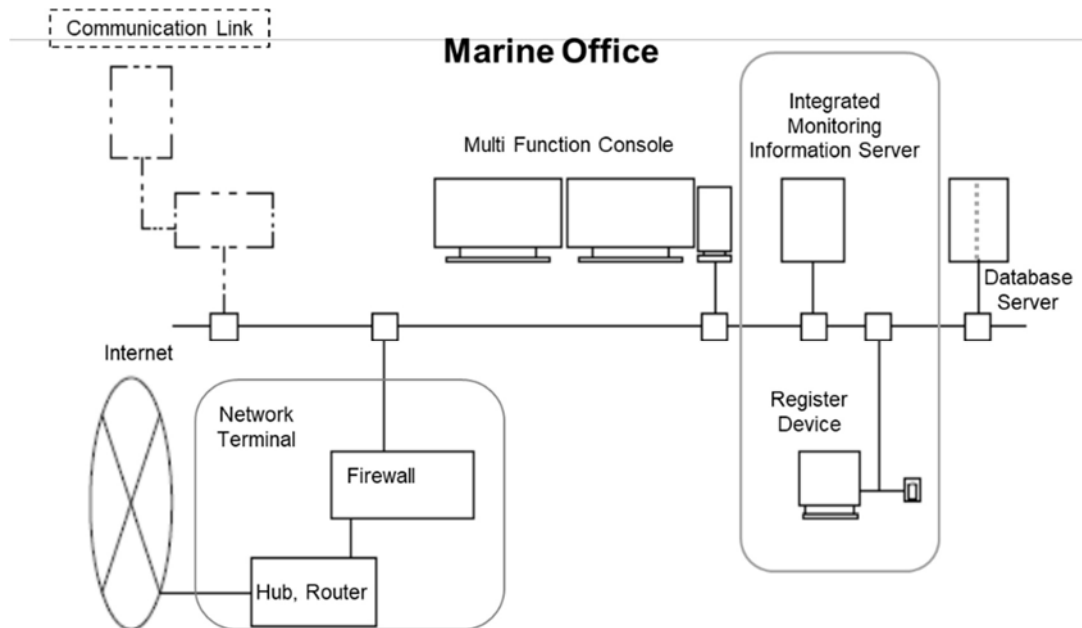 Communication Link
Marine Office
Multi Function Console
Integrated
Monitoring
Information Server
Database
Server
Internet
Network
Terminal
Firewall
Hub, Router
Register
Device